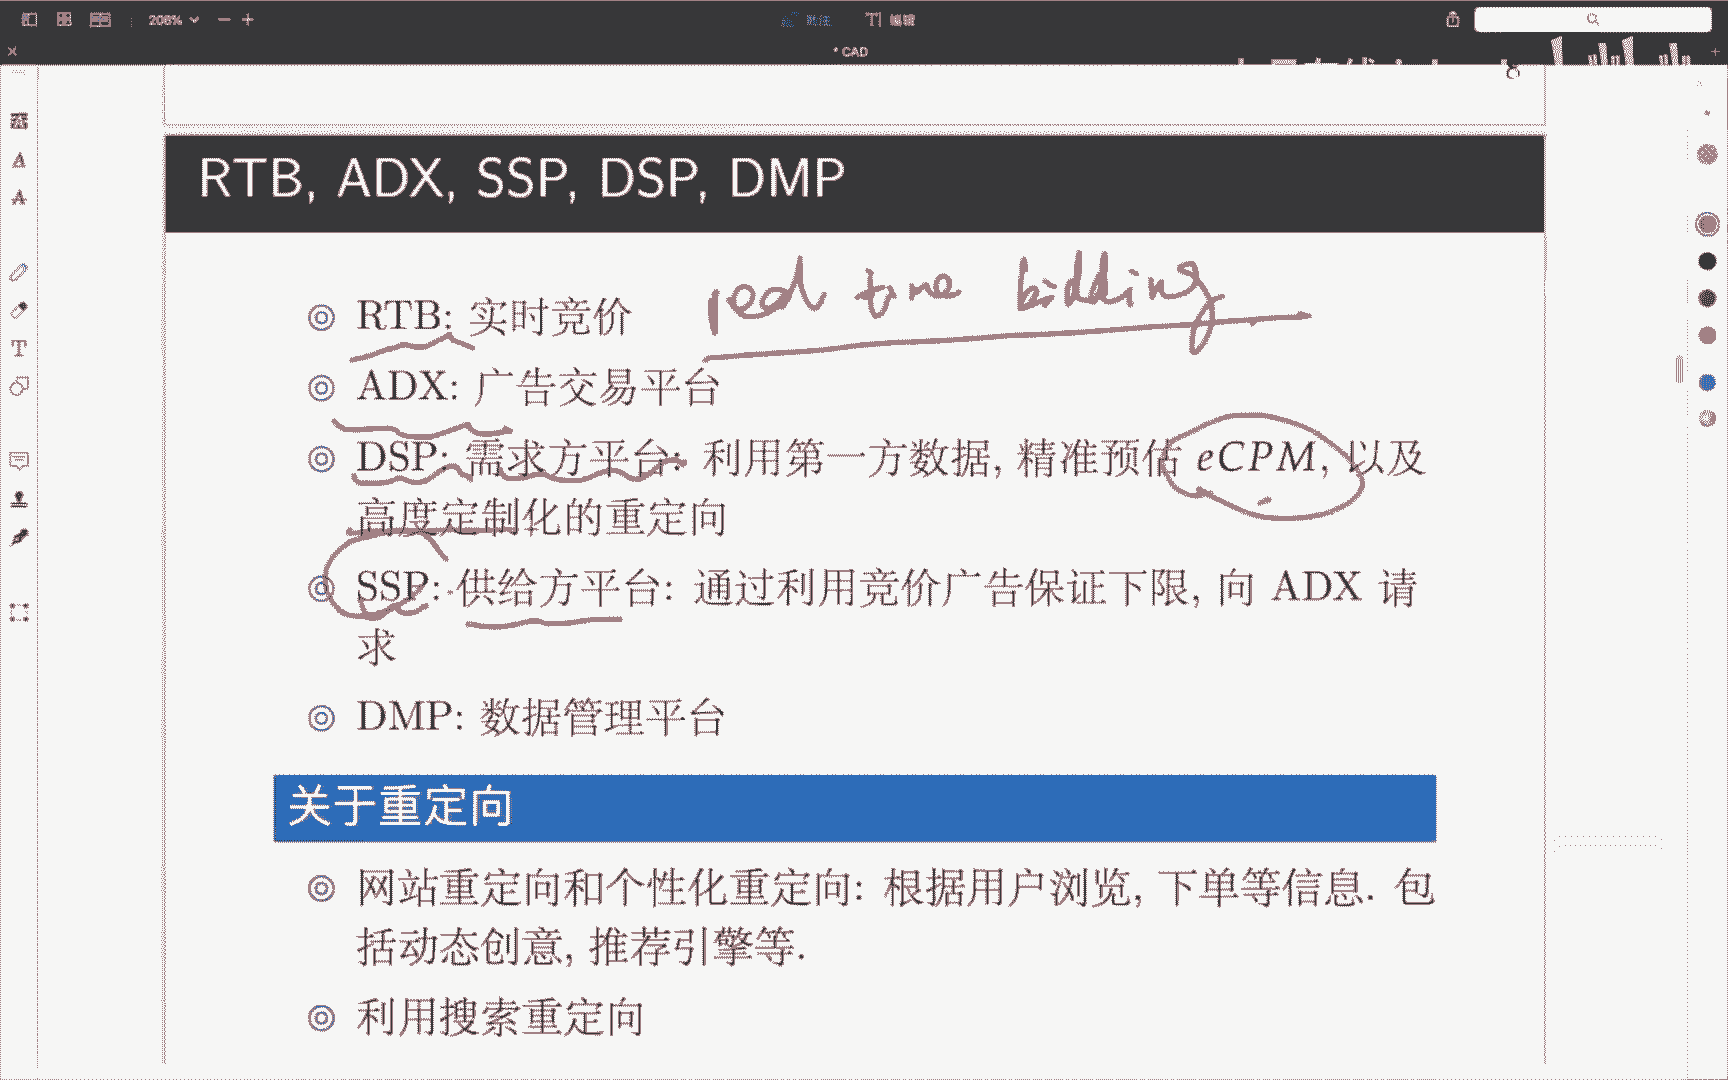 206%
编辑
CAD
RTB, ADX, SSP, DSP, DMP
RTB: 实时竞价 real time bidding
ADX: 广告交易平台
DSP: 需求方平台: 利用第一方数据, 精准预估 eCPM, 以及
高度定制化的重定向
SSP: 供给方平台: 通过利用竞价广告保证下限, 向 ADX 请
求
DMP: 数据管理平台
关于重定向
网站重定向和个性化重定向: 根据用户浏览, 下单等信息. 包
括动态创意, 推荐引擎等.
利用搜索重定向